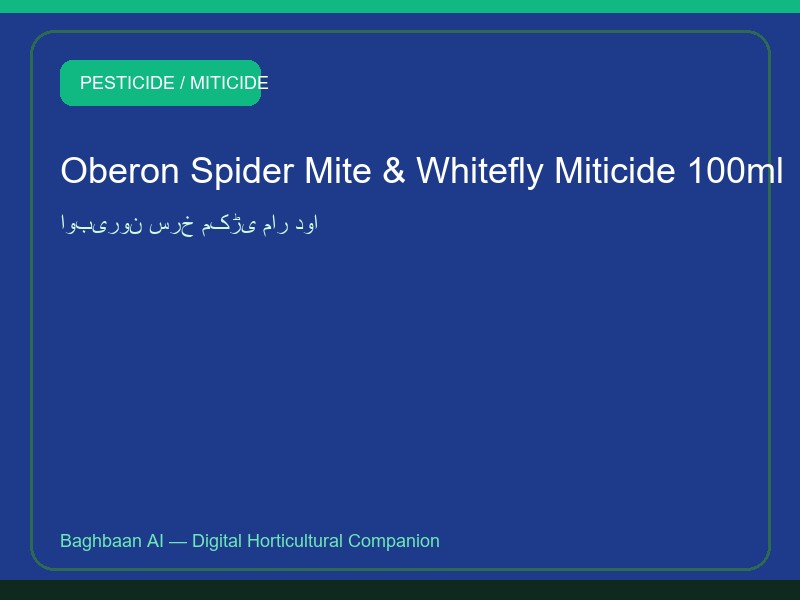 PESTICIDE / MITICIDE
Oberon Spider Mite & Whitefly Miticide 100ml
اوبیرون سرخ مکڑی مار دوا
Baghbaan AI — Digital Horticultural Companion